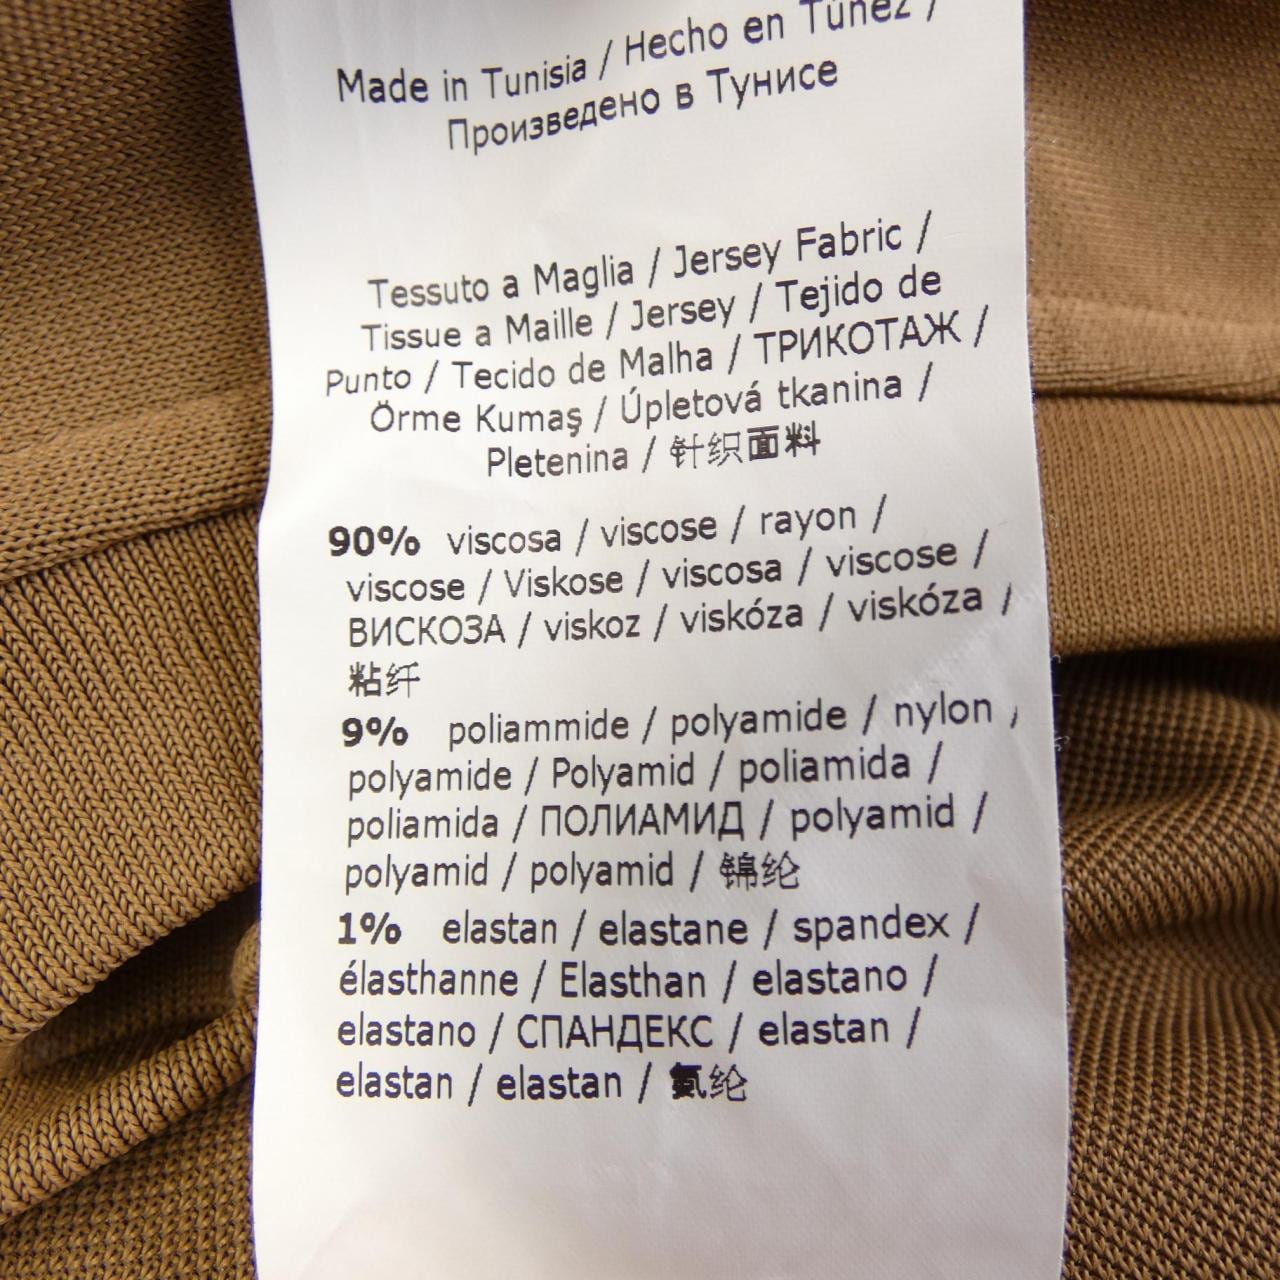 Made in Tunisia / Hecho en Túnez /
Произведено в Тунисе
Tessuto a Maglia / Jersey Fabric /
Tissue a Maille / Jersey / Tejido de
Punto / Tecido de Malha / ТРИКОТАЖ /
Örme Kumaş / Úpletová tkanina /
Pletenina / 针织面料
90% viscosa / viscose / rayon /
viscose / Viskose / viscosa / viscose /
ВИСКОЗА / viskoz / viskóza / viskóza /
粘纤
9% poliammide / polyamide / nylon /
polyamide / Polyamid / poliamida /
poliamida / ПОЛИАМИД / polyamid /
polyamid / polyamid / 锦纶
1% elastan / elastane / spandex /
élasthanne / Elasthan / elastano /
elastano / СПАНДЕКС / elastan /
elastan / elastan / 氨纶